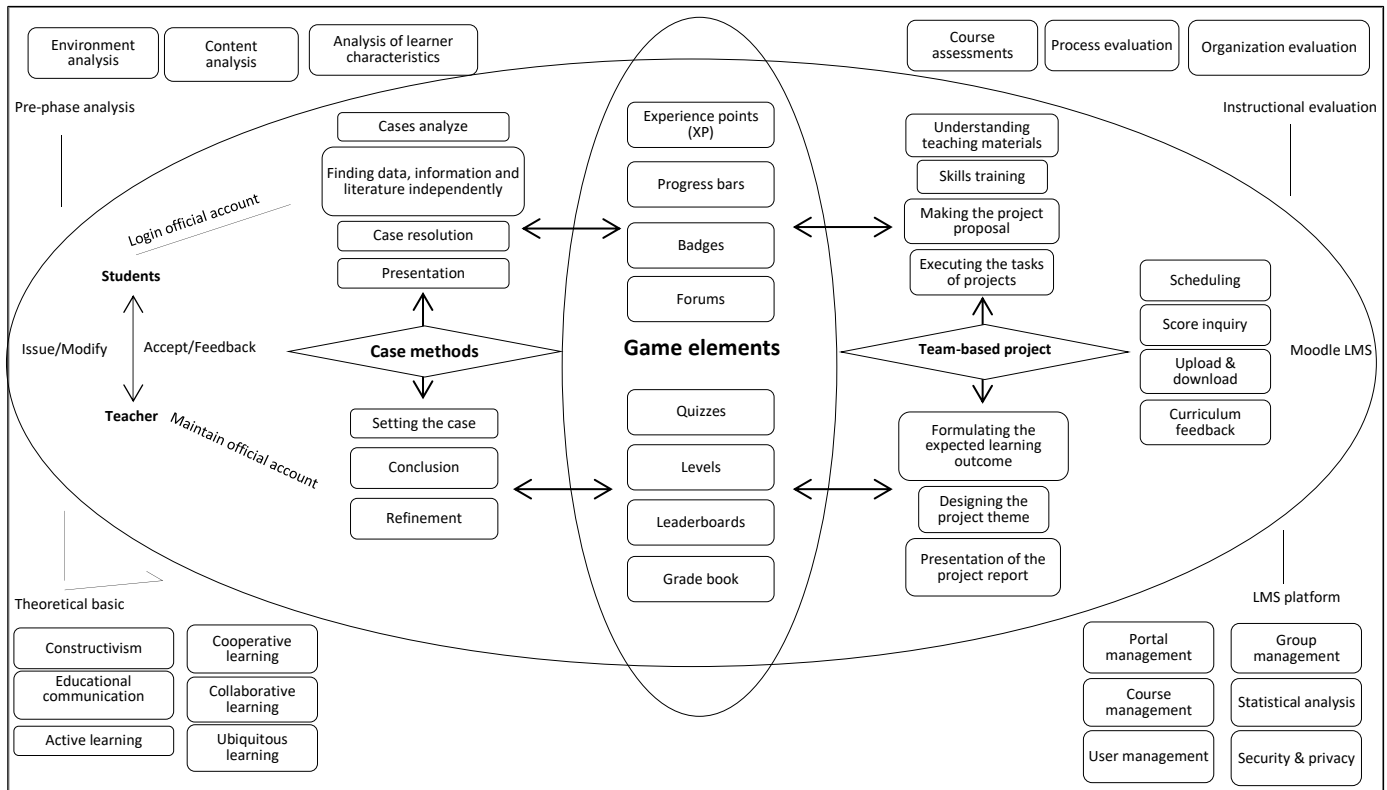 Environment
analysis
Content
analysis
Analysis of learner
characteristics
Course
assessments
Process evaluation
Organization evaluation
Pre-phase analysis
Instructional evaluation
Login official account
Students
Issue/Modify
Accept/Feedback
Teacher
Maintain official account
Cases analyze
Finding data, information and
literature independently
Case resolution
Presentation
Case methods
Setting the case
Conclusion
Refinement
Experience points
(XP)
Progress bars
Badges
Forums
Game elements
Quizzes
Levels
Leaderboards
Grade book
Understanding
teaching materials
Skills training
Making the project
proposal
Executing the tasks
of projects
Team-based project
Formulating the
expected learning
outcome
Designing the
project theme
Presentation of the
project report
Scheduling
Score inquiry
Upload &
download
Curriculum
feedback
Moodle LMS
Theoretical basic
Constructivism
Educational
communication
Active learning
Cooperative
learning
Collaborative
learning
Ubiquitous
learning
LMS platform
Portal
management
Course
management
User management
Group
management
Statistical analysis
Security & privacy